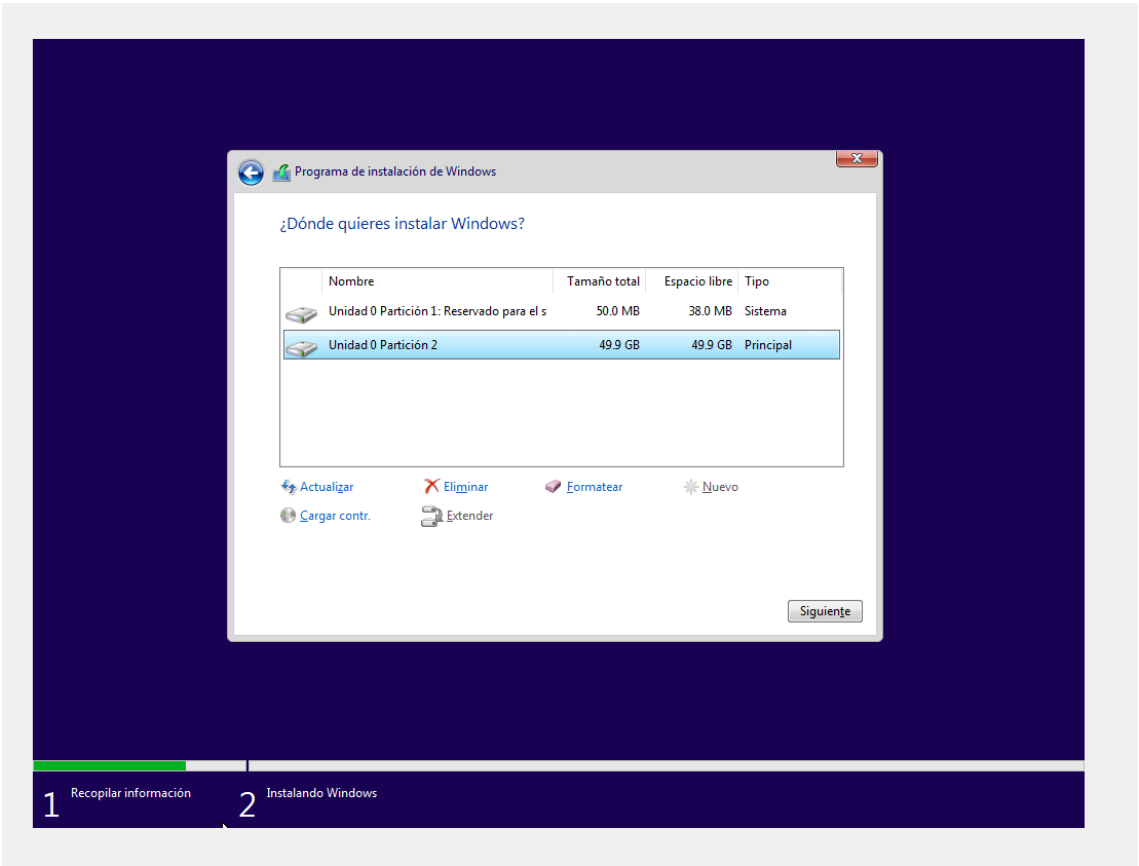 Programa de instalación de Windows
¿Dónde quieres instalar Windows?
Nombre Tamaño total Espacio libre Tipo
Unidad 0 Partición 1: Reservado para el s 50.0 MB 38.0 MB Sistema
Unidad 0 Partición 2 49.9 GB 49.9 GB Principal
Actualizar Eliminar Formatear Nuevo
Cargar contr. Extender
Siguiente
1 Recopilar información 2 Instalando Windows